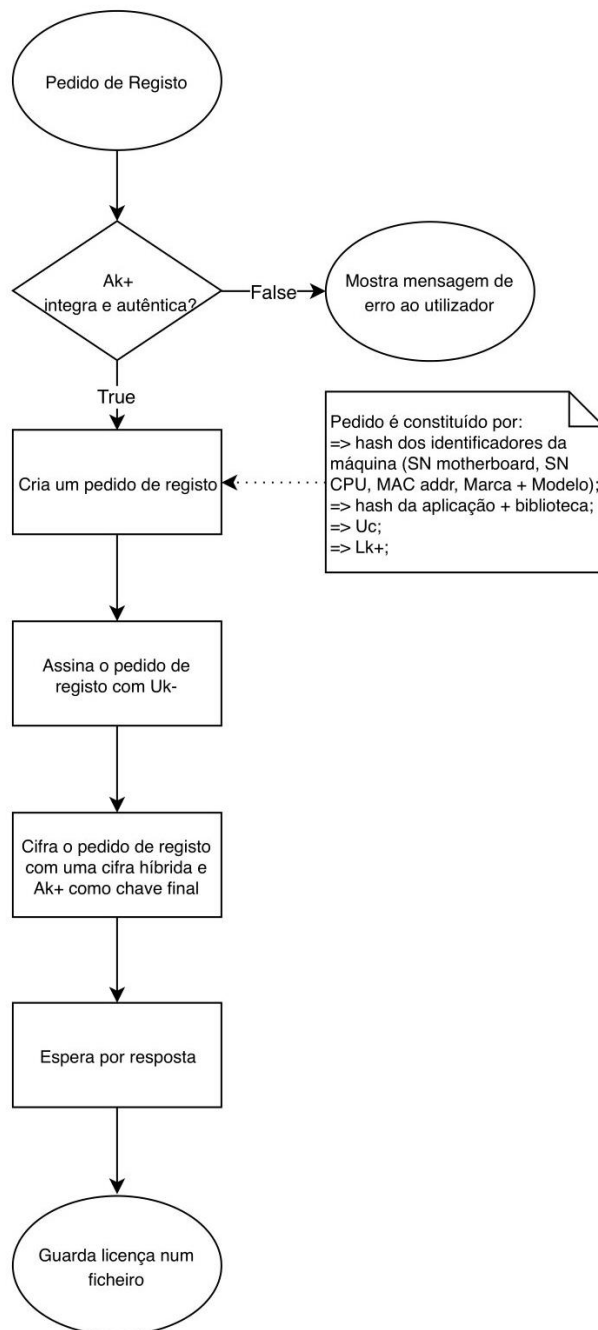 Pedido de Registo
Ak+
integra e autêntica?
False
Mostra mensagem de
erro ao utilizador
True
Cria um pedido de registo
Pedido é constituído por:
=> hash dos identificadores da
máquina (SN motherboard, SN
CPU, MAC addr, Marca + Modelo);
=> hash da aplicação + biblioteca;
=> Uc;
=> Lk+;
Assina o pedido de
registo com Uk-
Cifra o pedido de registo
com uma cifra híbrida e
Ak+ como chave final
Espera por resposta
Guarda licença num
ficheiro